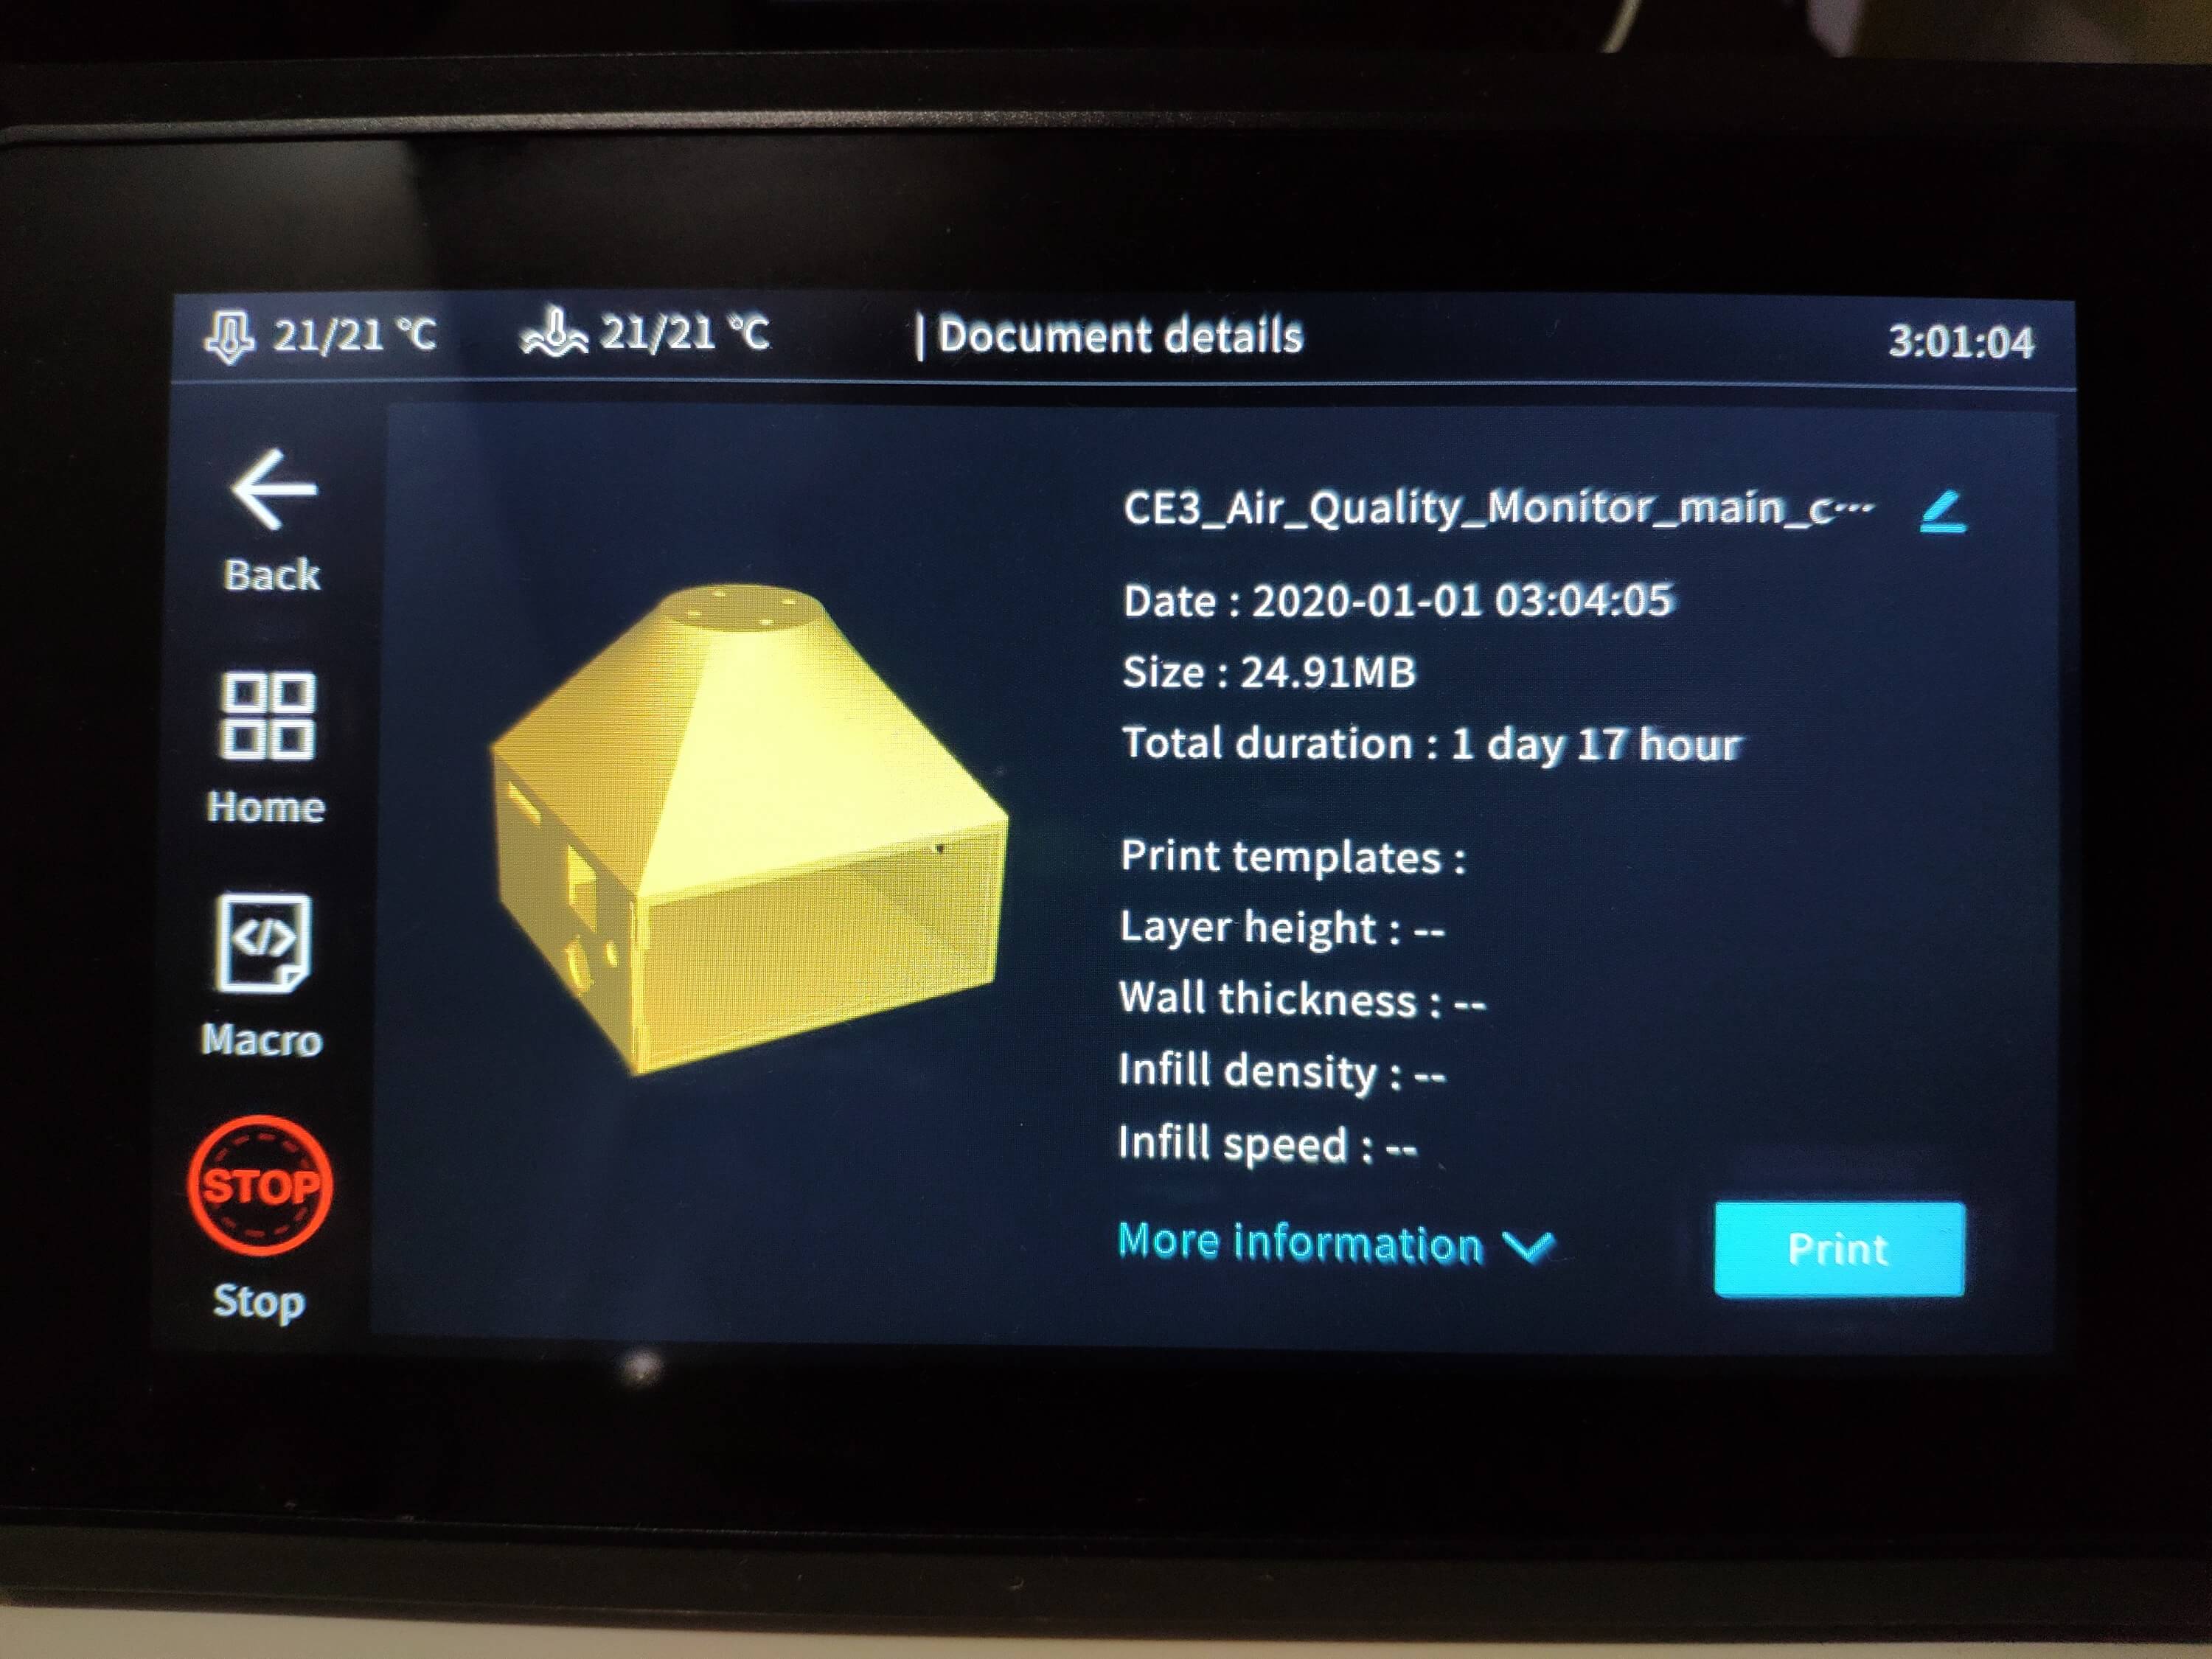 21/21 °C 21/21 °C | Document details 3:01:04
Back
Home
Macro
STOP
Stop
CE3_Air_Quality_Monitor_main_c···
Date : 2020-01-01 03:04:05
Size : 24.91MB
Total duration : 1 day 17 hour
Print templates :
Layer height : --
Wall thickness : --
Infill density : --
Infill speed : --
More information
Print